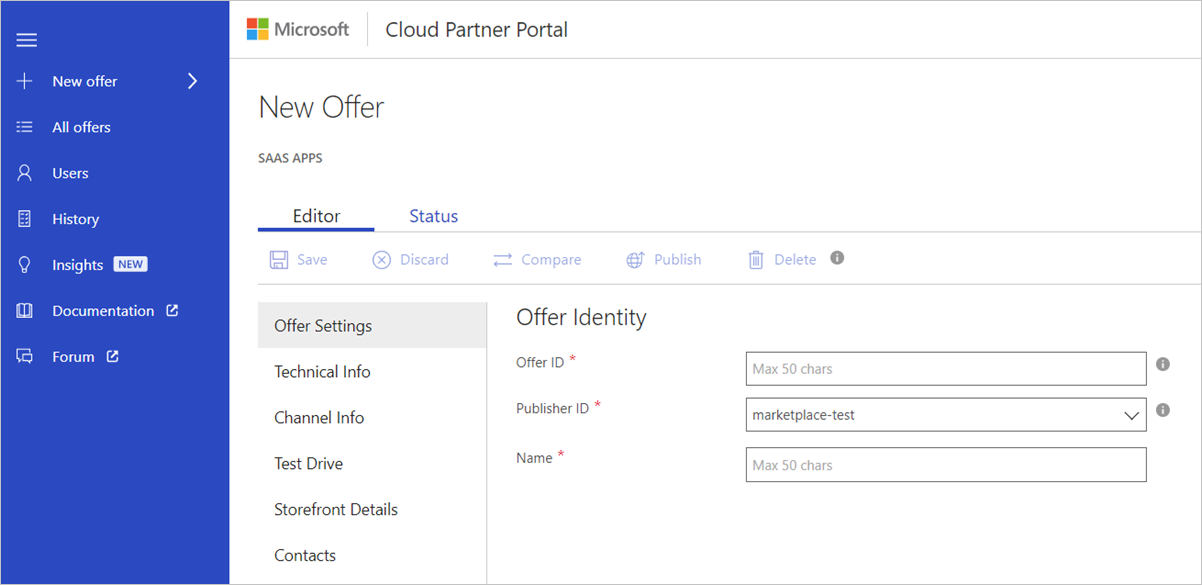 Microsoft
Cloud Partner Portal
New offer
All offers
Users
History
Insights NEW
Documentation
Forum
New Offer
SAAS APPS
Editor Status
Save Discard Compare Publish Delete
Offer Settings
Technical Info
Channel Info
Test Drive
Storefront Details
Contacts
Offer Identity
Offer ID *
Max 50 chars
Publisher ID *
marketplace-test
Name *
Max 50 chars